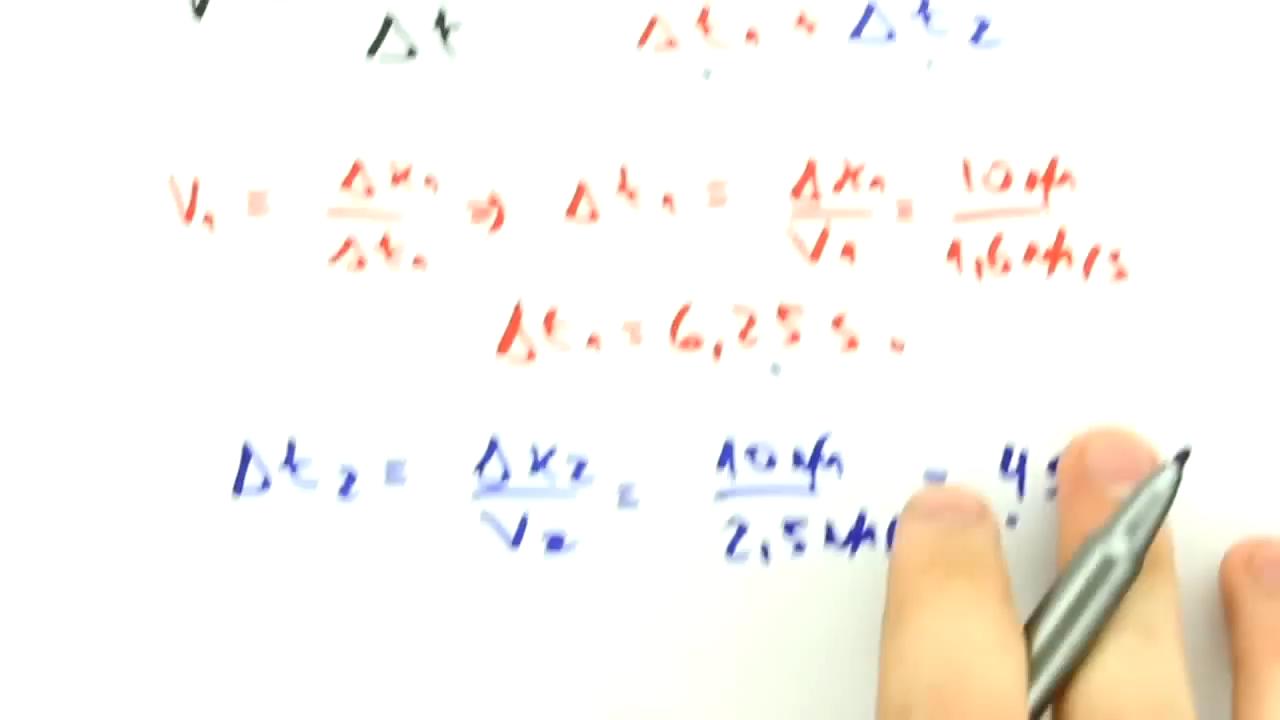 Δt Δt₁ + Δt₂
V₁ = Δx₁ / Δt₁ ⇒ Δt₁ = Δx₁ / V₁ = 10 m / 1,6 m/s
Δt₁ = 6,25 s.
Δt₂ = Δx₂ / V₂ = 10 m / 2,5 m/ = 4 s